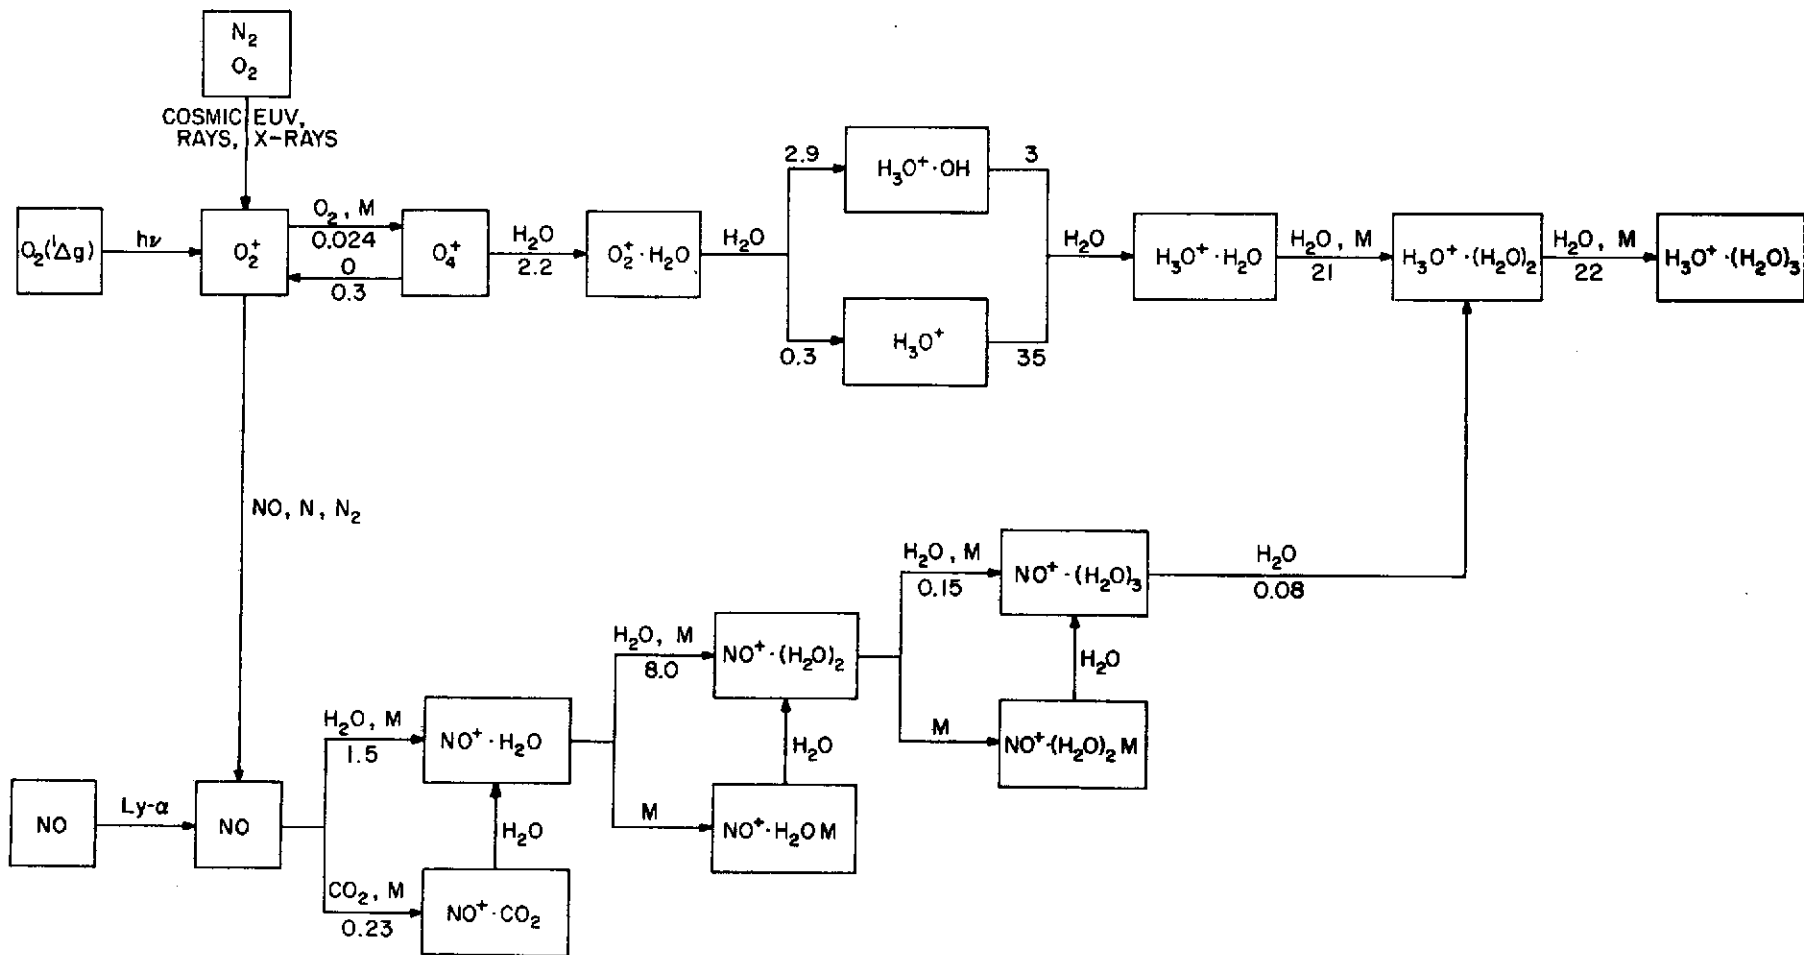 N₂
O₂
COSMIC EUV,
RAYS, X-RAYS
O₂(¹Δg)
hν
O₂⁺
O₂, M
0.024
O
0.3
O₄⁺
H₂O
2.2
O₂⁺·H₂O
H₂O
2.9
H₃O⁺·OH
3
0.3
H₃O⁺
35
H₂O
H₃O⁺·H₂O
H₂O, M
21
H₃O⁺·(H₂O)₂
H₂O, M
22
H₃O⁺·(H₂O)₃
NO, N, N₂
NO
Ly-α
NO
H₂O, M
1.5
NO⁺·H₂O
CO₂, M
0.23
NO⁺·CO₂
H₂O
H₂O, M
8.0
NO⁺·(H₂O)₂
M
NO⁺·H₂O M
H₂O
H₂O, M
0.15
NO⁺·(H₂O)₃
M
NO⁺·(H₂O)₂ M
H₂O
H₂O
0.08